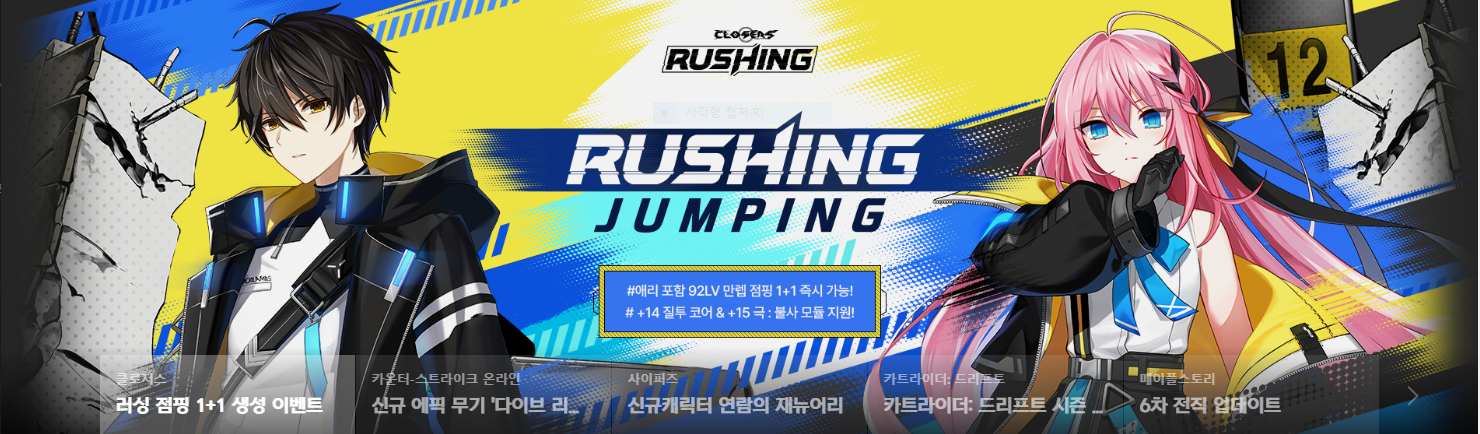 CLOSERS
RUSHING
12
사각형 캡처(R)
RUSHING
JUMPING
#애리 포함 92LV 만렙 점핑 1+1 즉시 가능!
# +14 질투 코어 & +15 극 : 불사 모듈 지원!
클로저스
러싱 점핑 1+1 생성 이벤트
카운터-스트라이크 온라인
신규 에픽 무기 '다이브 리...
사이퍼즈
신규캐릭터 연람의 재뉴어리
카트라이더: 드리프트
카트라이더: 드리프트 시즌 ...
메이플스토리
6차 전직 업데이트